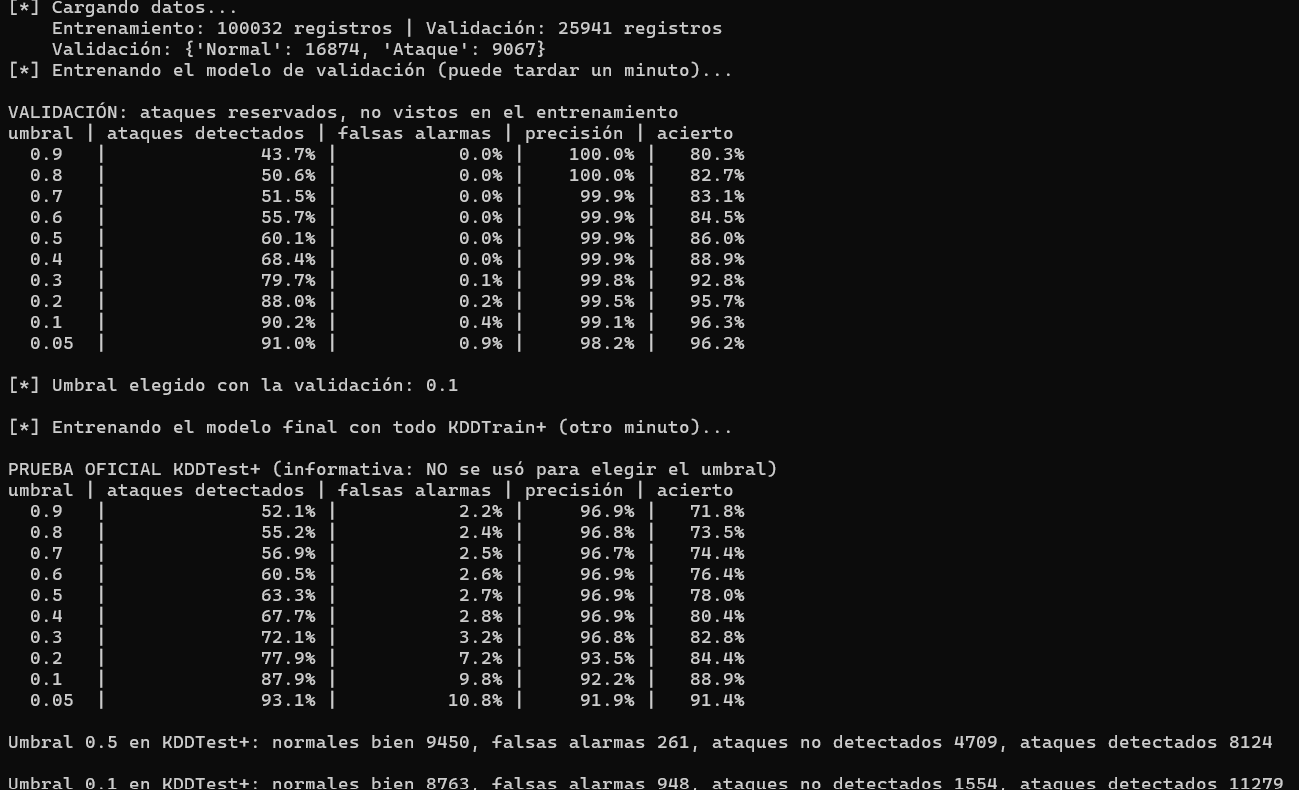 [*] Cargando datos...
    Entrenamiento: 100032 registros | Validación: 25941 registros
    Validación: {'Normal': 16874, 'Ataque': 9067}
[*] Entrenando el modelo de validación (puede tardar un minuto)...
VALIDACIÓN: ataques reservados, no vistos en el entrenamiento
umbral | ataques detectados | falsas alarmas | precisión | acierto
  0.9   |              43.7% |           0.0% |    100.0% |   80.3%
  0.8   |              50.6% |           0.0% |    100.0% |   82.7%
  0.7   |              51.5% |           0.0% |     99.9% |   83.1%
  0.6   |              55.7% |           0.0% |     99.9% |   84.5%
  0.5   |              60.1% |           0.0% |     99.9% |   86.0%
  0.4   |              68.4% |           0.0% |     99.9% |   88.9%
  0.3   |              79.7% |           0.1% |     99.8% |   92.8%
  0.2   |              88.0% |           0.2% |     99.5% |   95.7%
  0.1   |              90.2% |           0.4% |     99.1% |   96.3%
  0.05  |              91.0% |           0.9% |     98.2% |   96.2%
[*] Umbral elegido con la validación: 0.1
[*] Entrenando el modelo final con todo KDDTrain+ (otro minuto)...
PRUEBA OFICIAL KDDTest+ (informativa: NO se usó para elegir el umbral)
umbral | ataques detectados | falsas alarmas | precisión | acierto
  0.9   |              52.1% |           2.2% |     96.9% |   71.8%
  0.8   |              55.2% |           2.4% |     96.8% |   73.5%
  0.7   |              56.9% |           2.5% |     96.7% |   74.4%
  0.6   |              60.5% |           2.6% |     96.9% |   76.4%
  0.5   |              63.3% |           2.7% |     96.9% |   78.0%
  0.4   |              67.7% |           2.8% |     96.9% |   80.4%
  0.3   |              72.1% |           3.2% |     96.8% |   82.8%
  0.2   |              77.9% |           7.2% |     93.5% |   84.4%
  0.1   |              87.9% |           9.8% |     92.2% |   88.9%
  0.05  |              93.1% |          10.8% |     91.9% |   91.4%
Umbral 0.5 en KDDTest+: normales bien 9450, falsas alarmas 261, ataques no detectados 4709, ataques detectados 8124
Umbral 0.1 en KDDTest+: normales bien 8763, falsas alarmas 948, ataques no detectados 1554, ataques detectados 11279